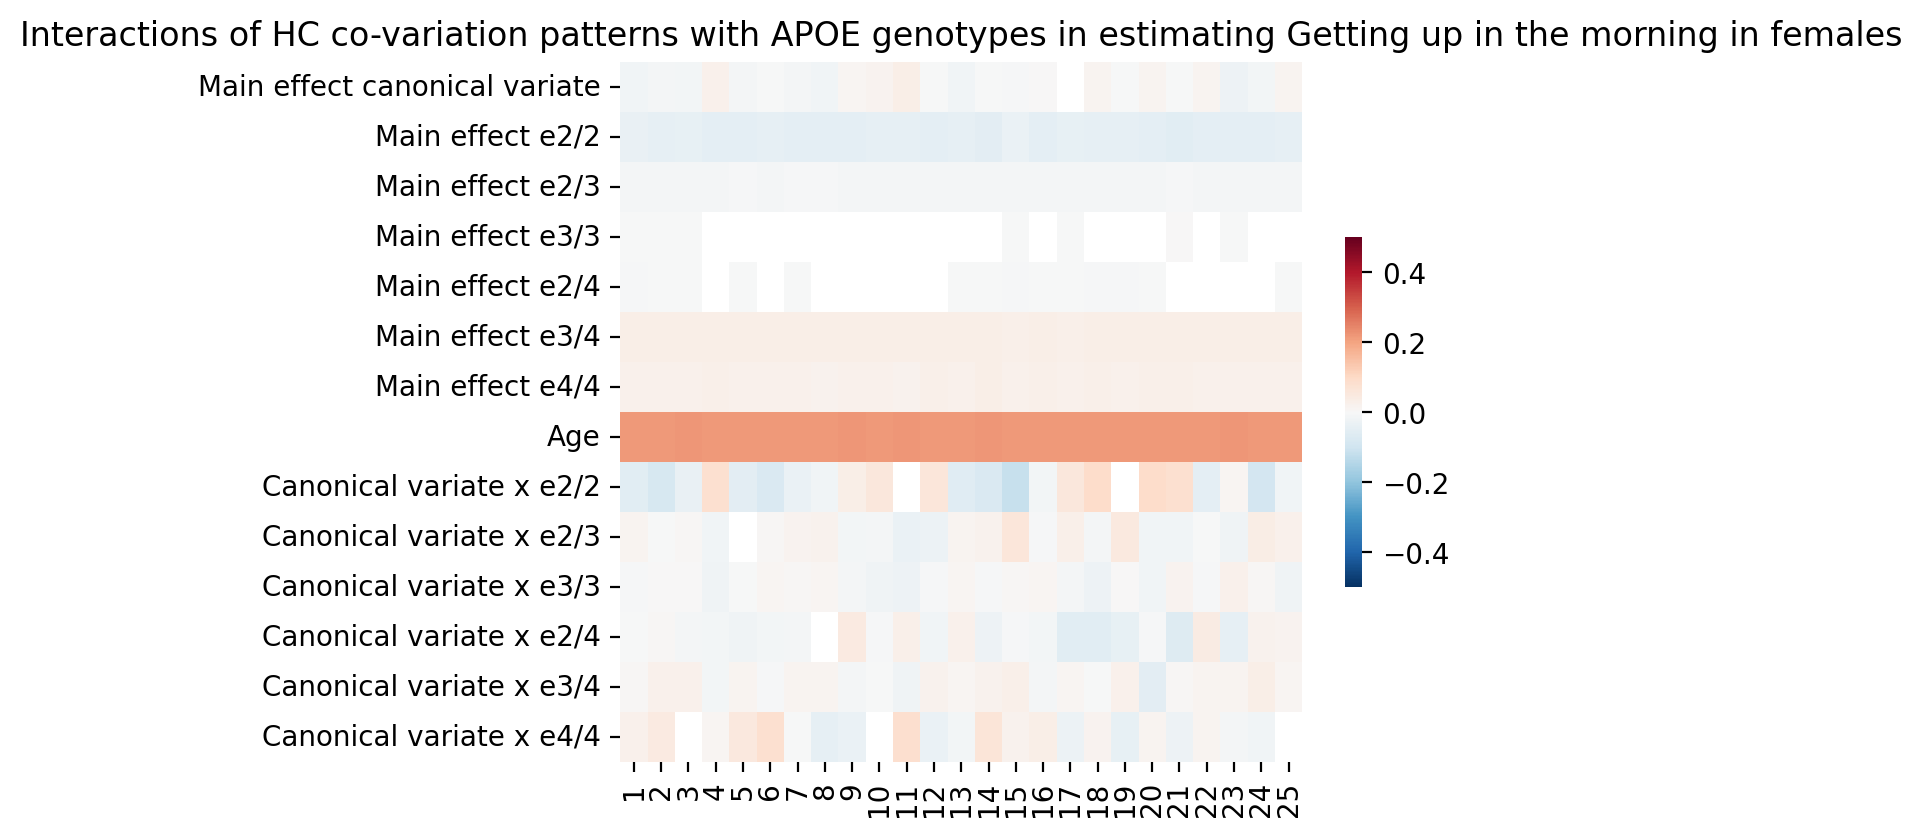 Interactions of HC co-variation patterns with APOE genotypes in estimating Getting up in the morning in females
Main effect canonical variate
Main effect e2/2
Main effect e2/3
Main effect e3/3
Main effect e2/4
Main effect e3/4
Main effect e4/4
Age
Canonical variate x e2/2
Canonical variate x e2/3
Canonical variate x e3/3
Canonical variate x e2/4
Canonical variate x e3/4
Canonical variate x e4/4
1 2 3 4 5 6 7 8 9 10 11 12 13 14 15 16 17 18 19 20 21 22 23 24 25
0.4
0.2
0.0
−0.2
−0.4